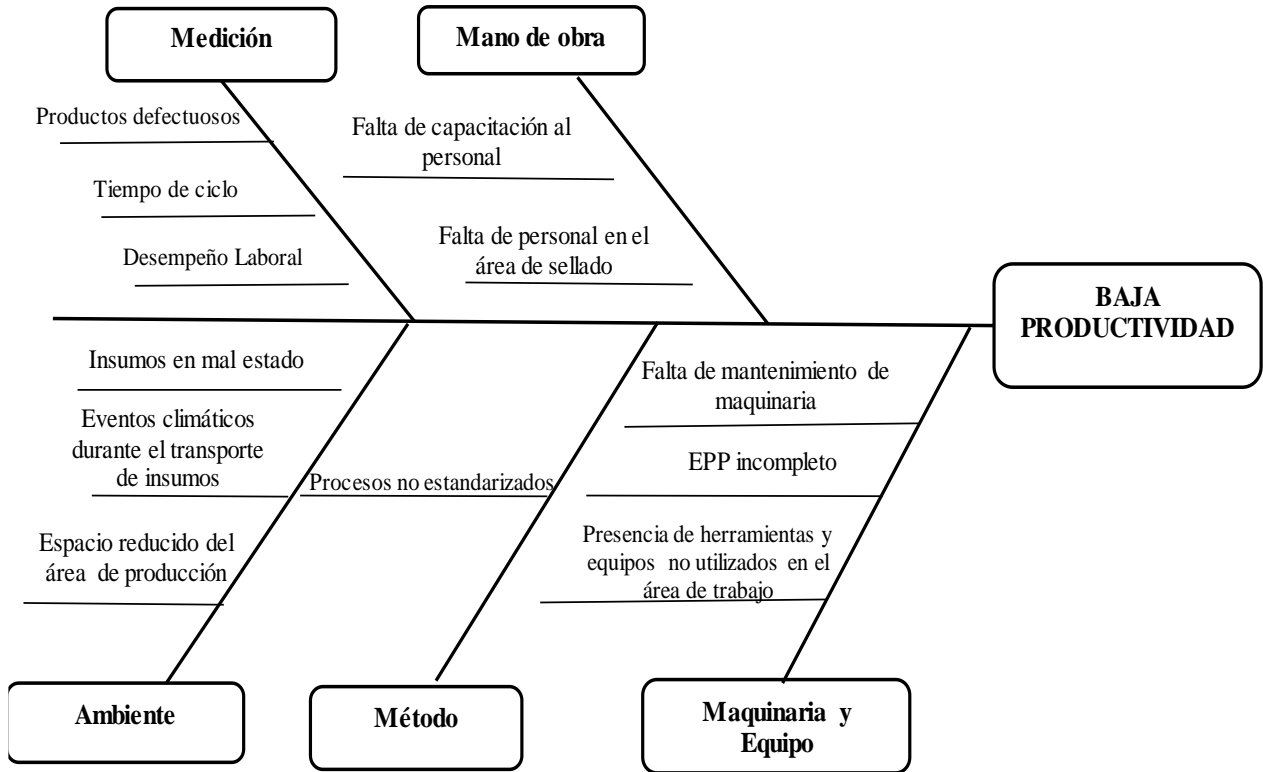 Medición
Mano de obra
Productos defectuosos
Tiempo de ciclo
Desempeño Laboral
Falta de capacitación al
personal
Falta de personal en el
área de sellado
BAJA
PRODUCTIVIDAD
Insumos en mal estado
Eventos climáticos
durante el transporte
de insumos
Espacio reducido del
área de producción
Procesos no estandarizados
Falta de mantenimiento de
maquinaria
EPP incompleto
Presencia de herramientas y
equipos no utilizados en el
área de trabajo
Ambiente
Método
Maquinaria y
Equipo